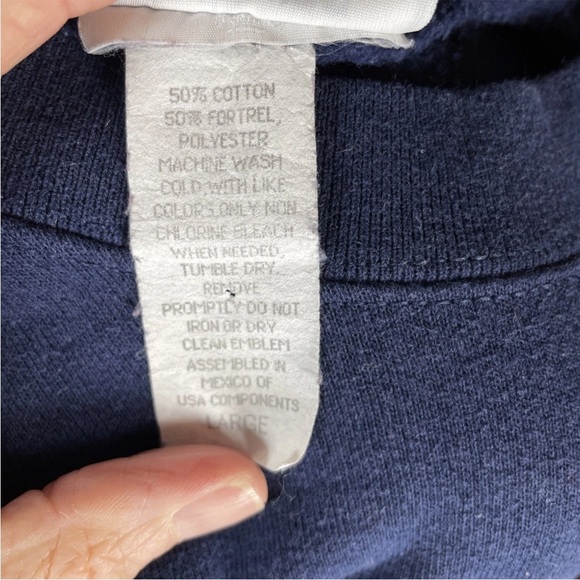 50% COTTON
50% FORTREL,
POLYESTER
MACHINE WASH
COLD WITH LIKE
COLORS ONLY NON
CHLORINE BLEACH
WHEN NEEDED,
TUMBLE DRY
REMOVE
PROMPTLY DO NOT
IRON OR DRY
CLEAN EMBLEM
ASSEMBLED IN
MEXICO OF
USA COMPONENTS
LARGE